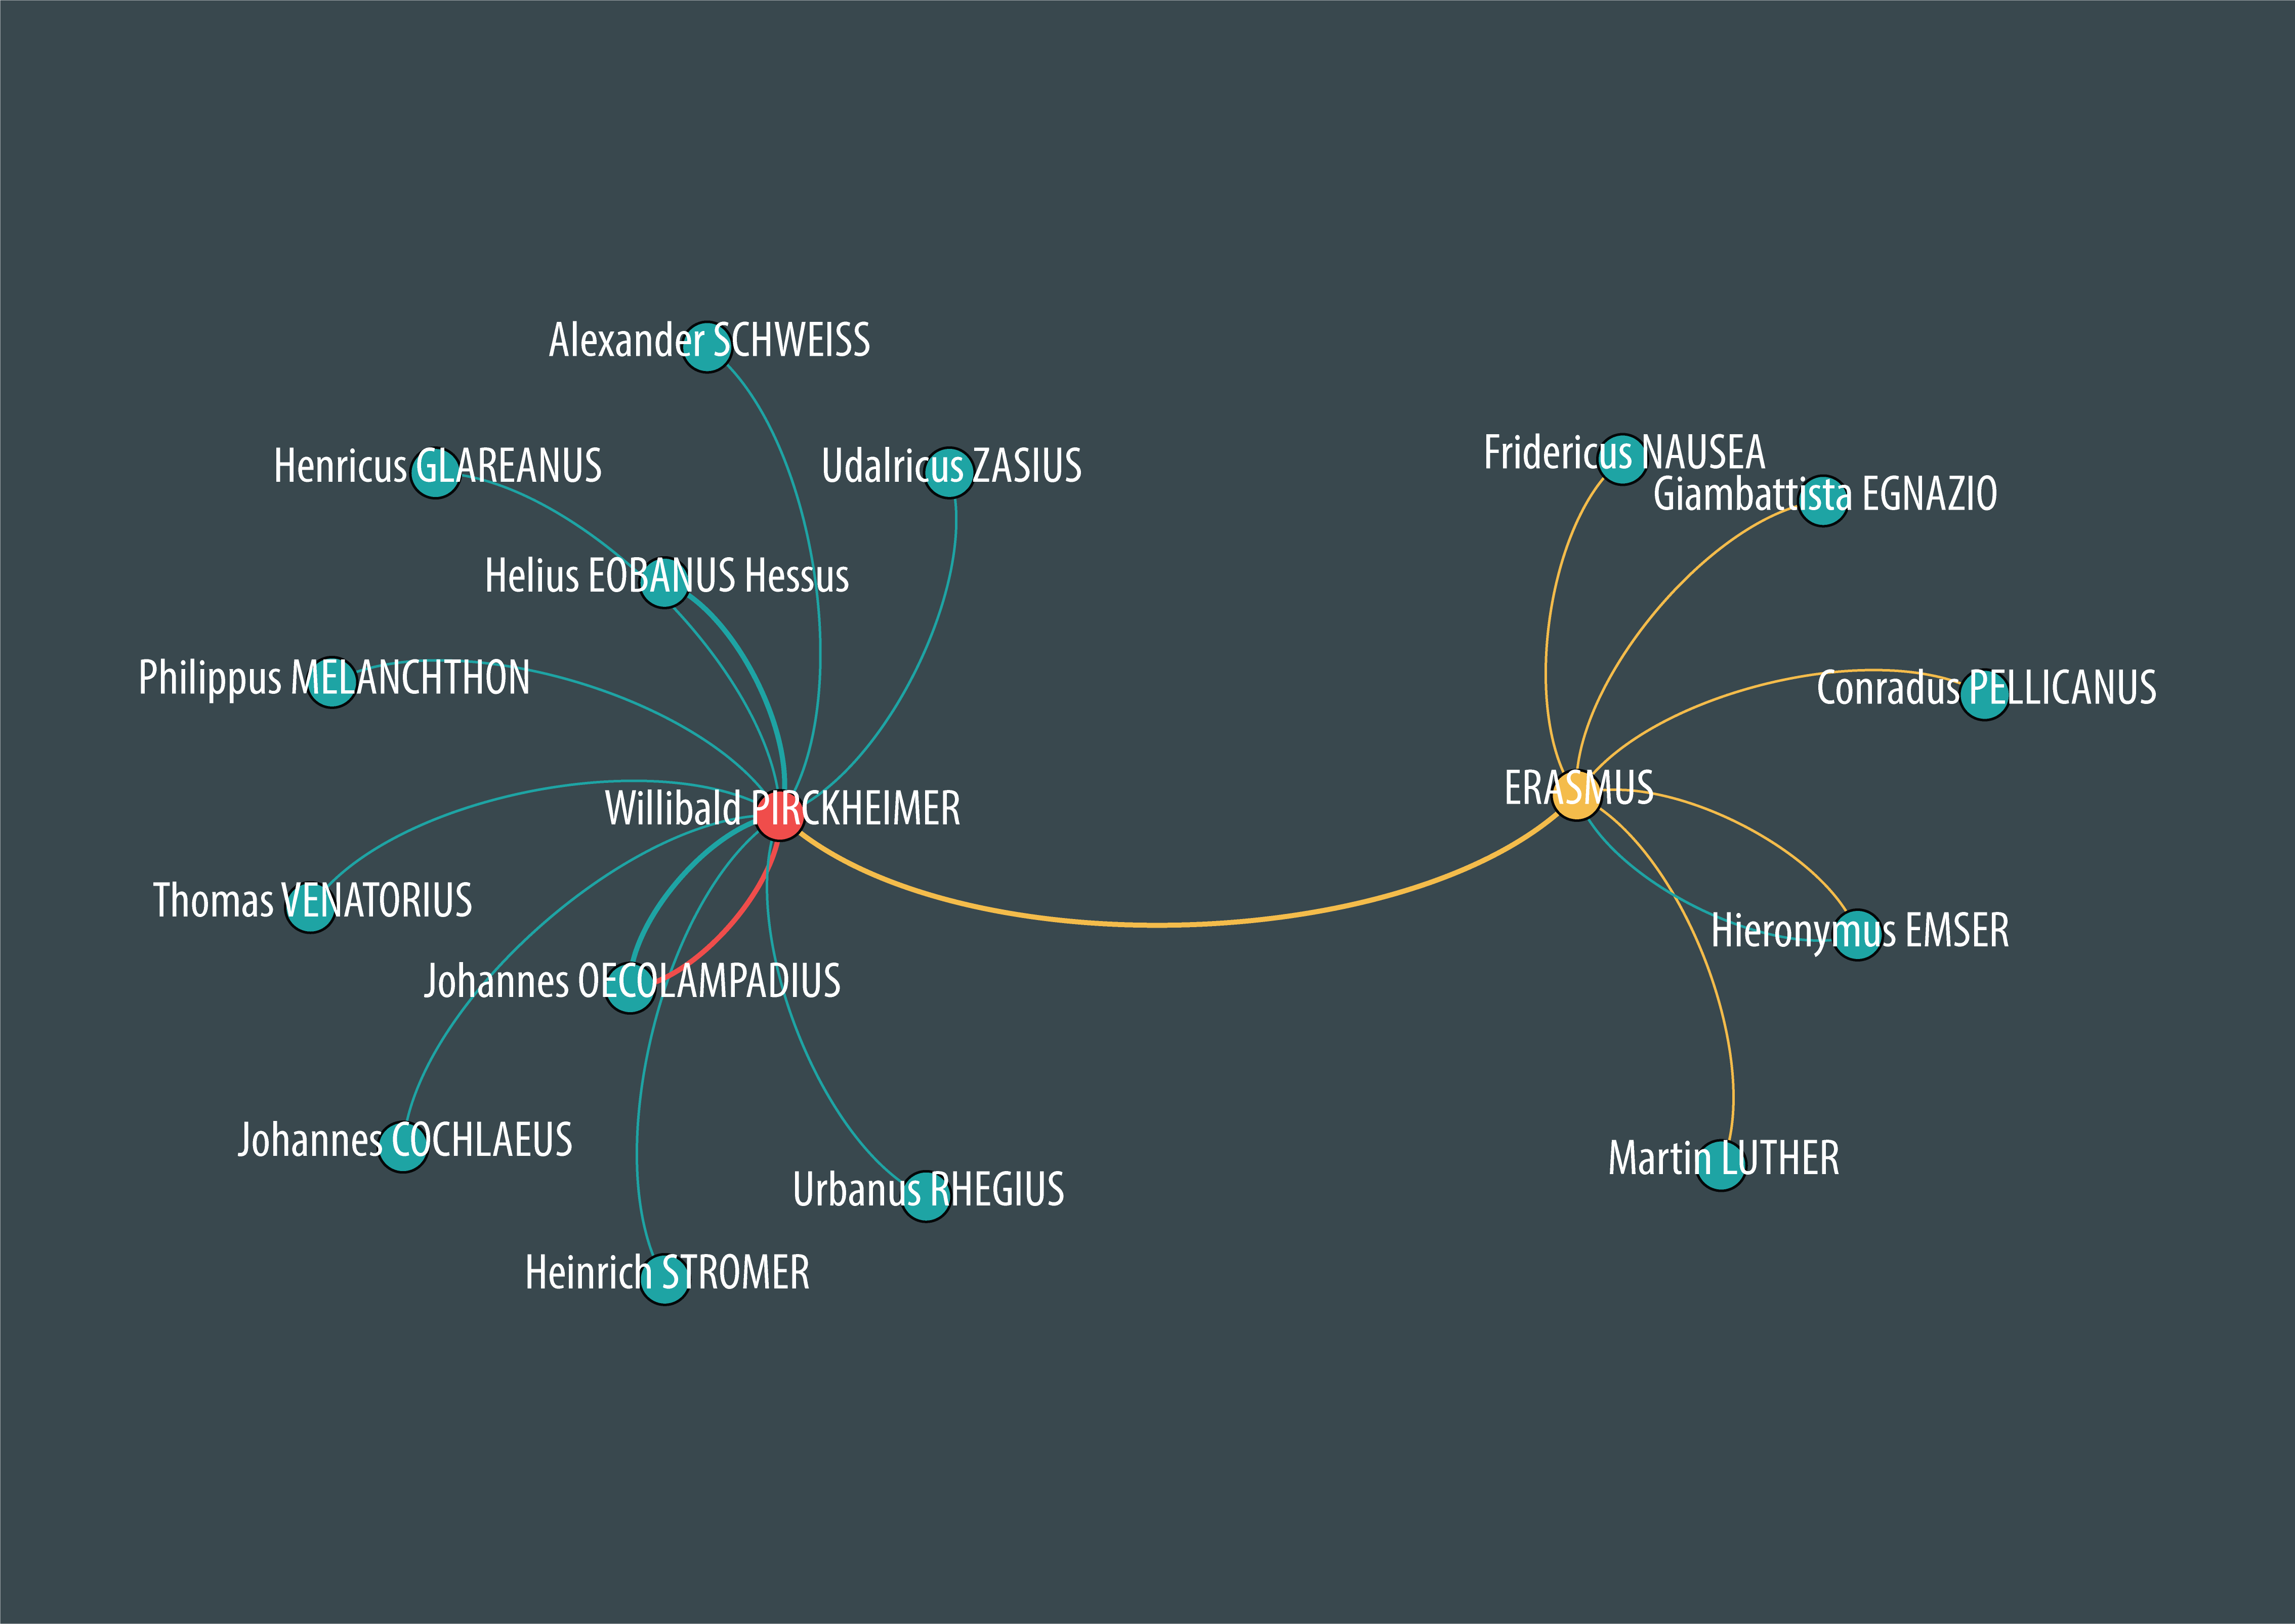 Alexander SCHWEISS
Fridericus NAUSEA
Henricus GLAREANUS
Udalricus ZASIUS
Giambattista EGNAZIO
Helius EOBANUS Hessus
Philippus MELANCHTHON
Conradus PELLICANUS
ERASMUS
Willibald PIRCKHEIMER
Thomas VENATORIUS
Hieronymus EMSER
Johannes OECOLAMPADIUS
Johannes COCHLAEUS
Martin LUTHER
Urbanus RHEGIUS
Heinrich STROMER